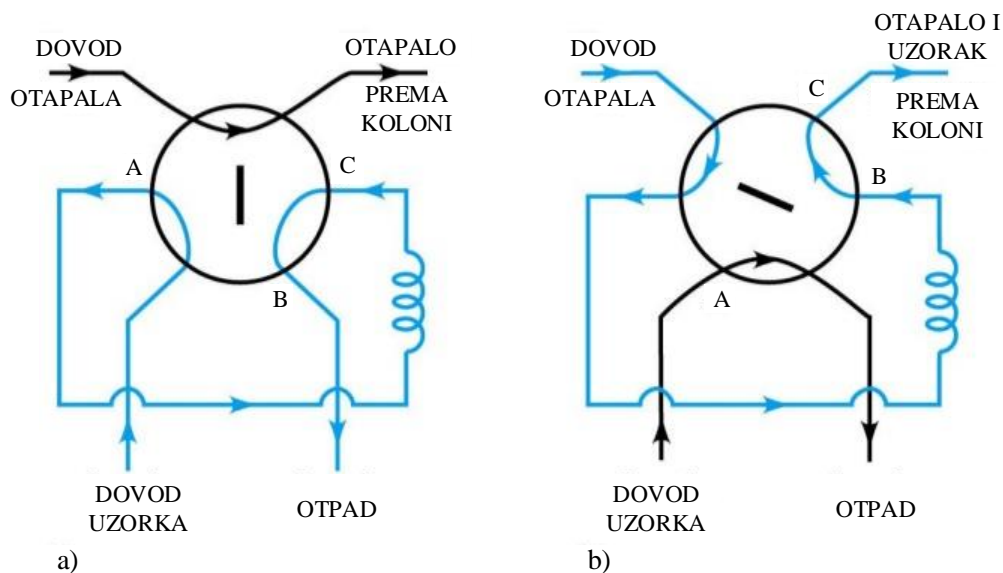 DOVOD
OTAPALA
OTAPALO
PREMA
KOLONI
A
C
B
DOVOD
UZORKA
OTPAD
a)
DOVOD
OTAPALA
OTAPALO I
UZORAK
PREMA
KOLONI
C
B
A
DOVOD
UZORKA
OTPAD
b)